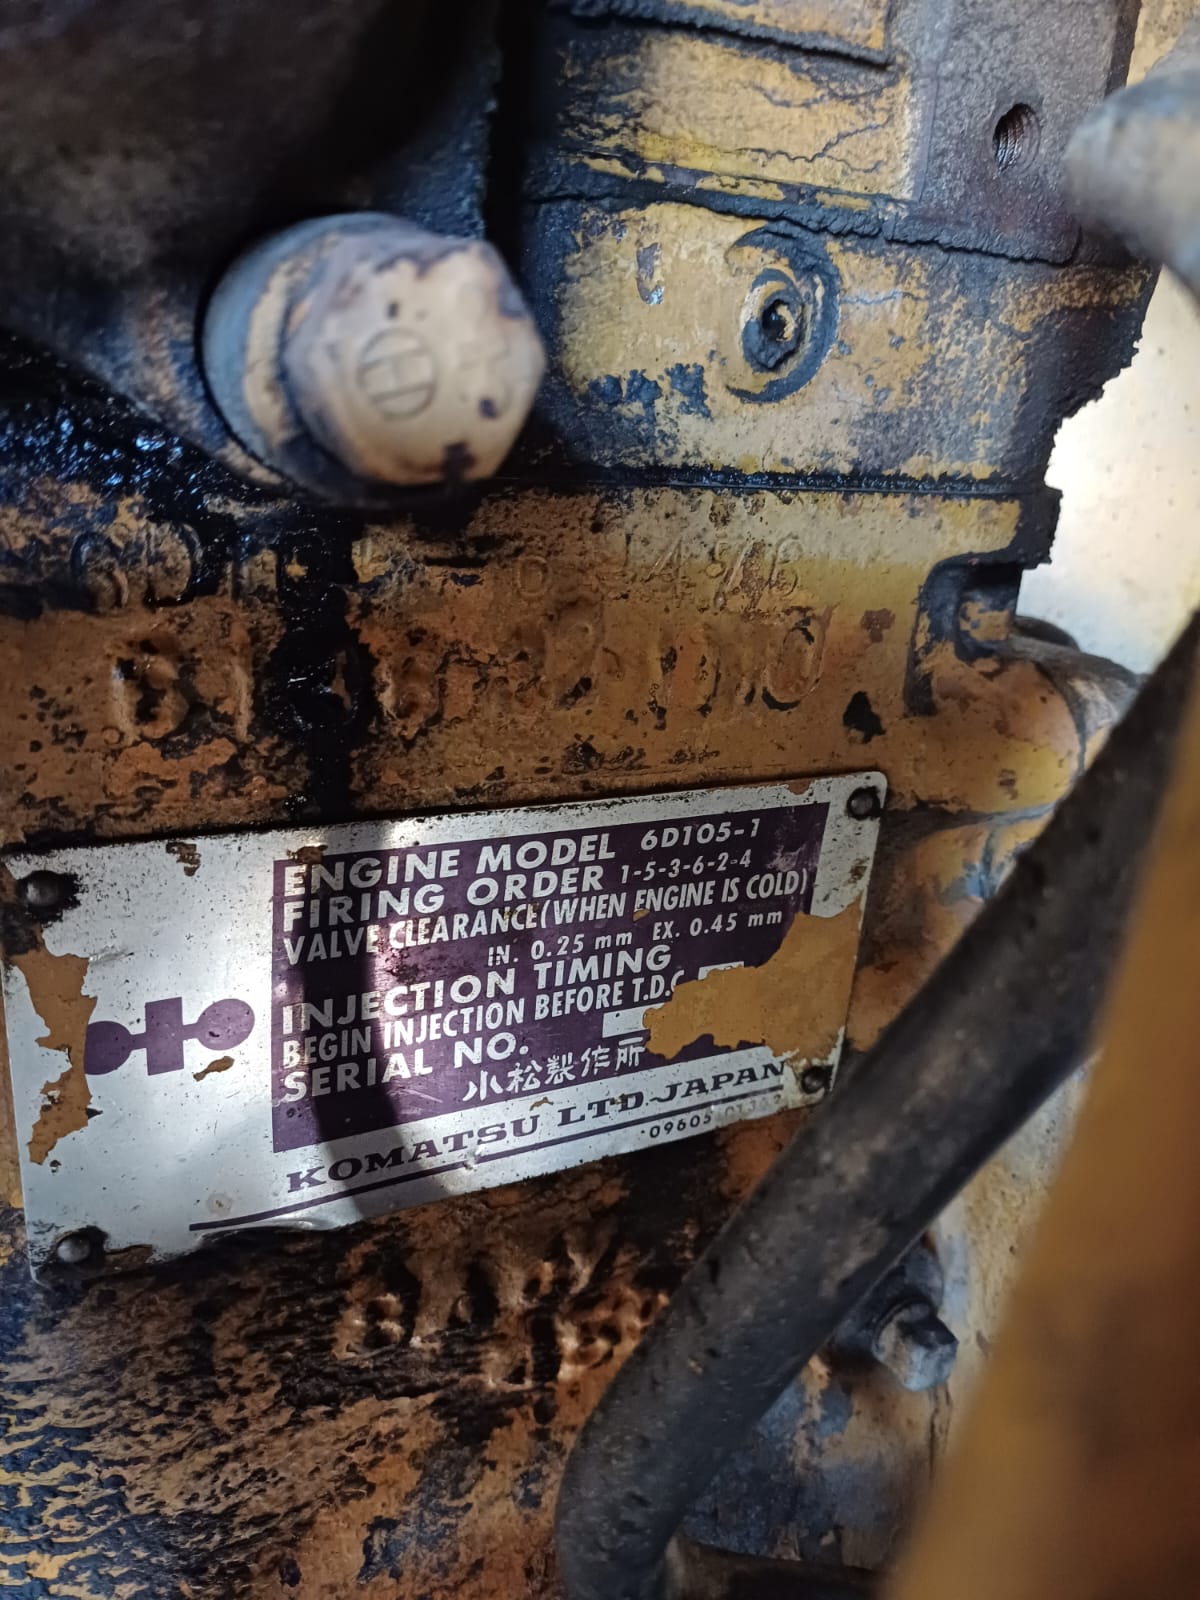 ENGINE MODEL 6D105-1
FIRING ORDER 1-5-3-6-2-4
VALVE CLEARANCE(WHEN ENGINE IS COLD)
IN. 0.25 mm EX. 0.45 mm
INJECTION TIMING
BEGIN INJECTION BEFORE T.D.C
SERIAL NO.
小松製作所
KOMATSU LTD. JAPAN
09605